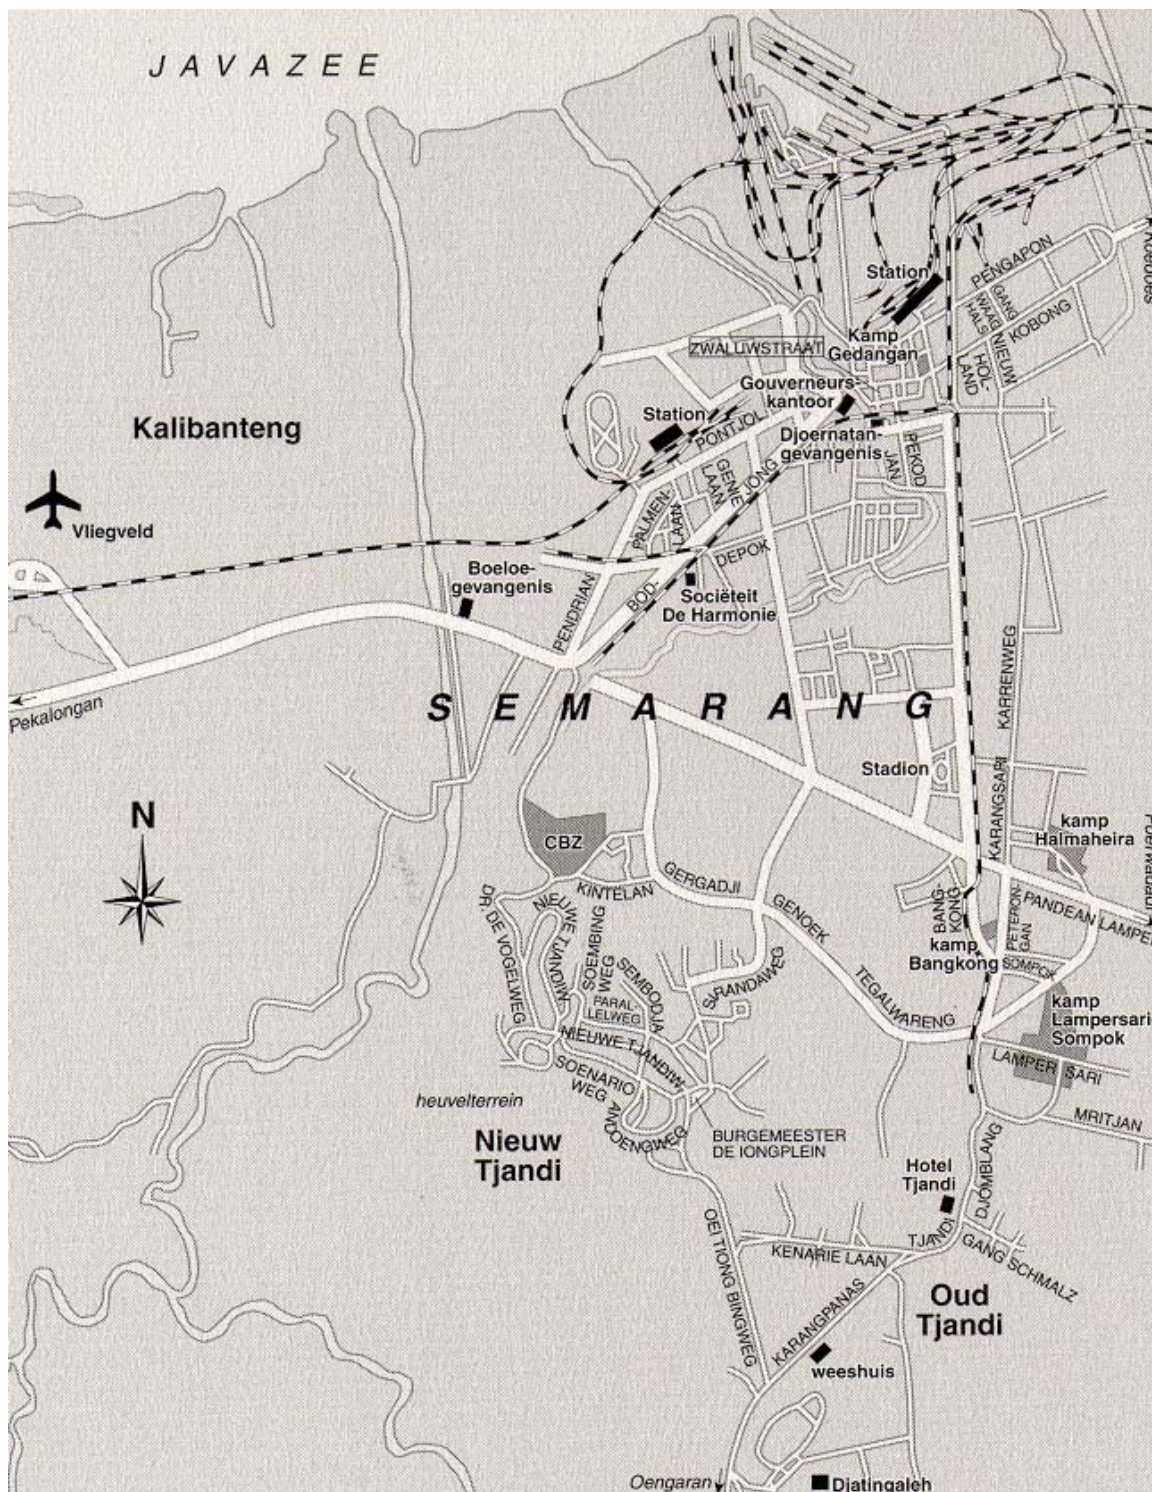 JAVAZEE
Station
PENGAPON
GANG
WAAG
HALS
NIEUW
HOL-
LAND
KOBONG
Kamp
Gedangan
ZWALUWSTRAAT
Gouverneurs-
kantoor
Station
PONTJOL
Djoernatan-
gevangenis
JAN
PEKOD
Kalibanteng
Vliegveld
GENIE
LAAN
JONG
PALMEN-
LAAN
DEPOK
Boeloe-
gevangenis
PENDRIAN
BOD-
Sociëteit
De Harmonie
KARRENWEG
Pekalongan
SEMARANG
Stadion
KARANGSARI
kamp
Halmaheira
N
CBZ
KINTELAN
GERGADJI
GENOEK
BANG-
KONG
PETERON-
GAN
PANDEAN LAMPER
kamp
Bangkong
SOMPOK
DR. DE VOGELWEG
NIEUWE TJANDIW.
SOEMBING
WEG
SEMBODJA
PARAL-
LELWEG
SARANDAWEG
TEGALWARENG
kamp
Lampersari
Sompok
NIEUWE TJANDIW.
SOENARIO
WEG
LAMPER SARI
heuvelterrein
ANDOENGWEG
MRITJAN
Nieuw
Tjandi
BURGEMEESTER
DE IONGPLEIN
Hotel
Tjandi
DJOMBLANG
OEI TIONG BINGWEG
TJANDI
KENARIE LAAN
GANG SCHMALZ
Oud
Tjandi
KARANGPANAS
weeshuis
Oengaran
Djatingaleh